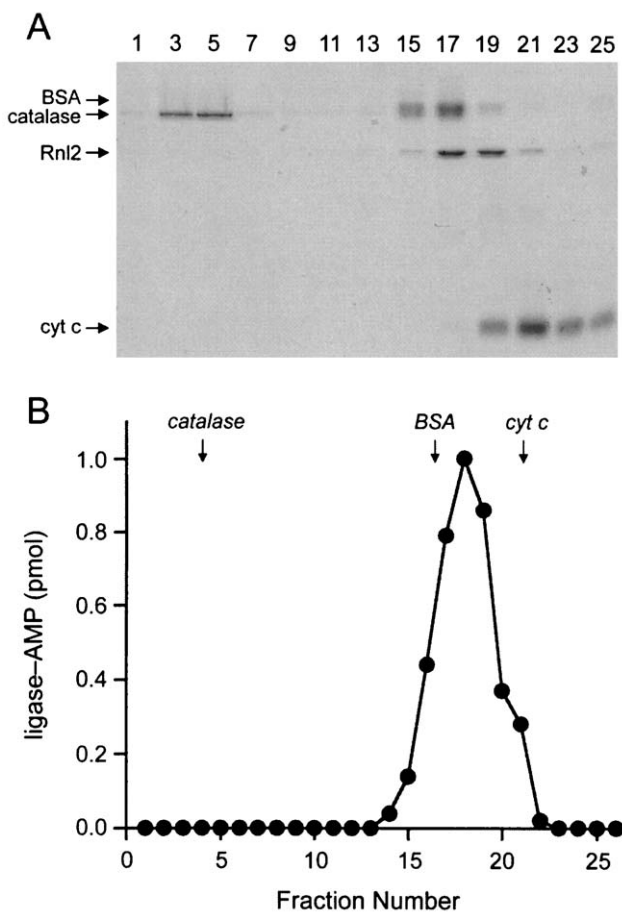 A
1 3 5 7 9 11 13 15 17 19 21 23 25
BSA
catalase
Rnl2
cyt c
B
catalase BSA cyt c
1.0
0.8
0.6
0.4
0.2
0.0
ligase–AMP (pmol)
0 5 10 15 20 25
Fraction Number